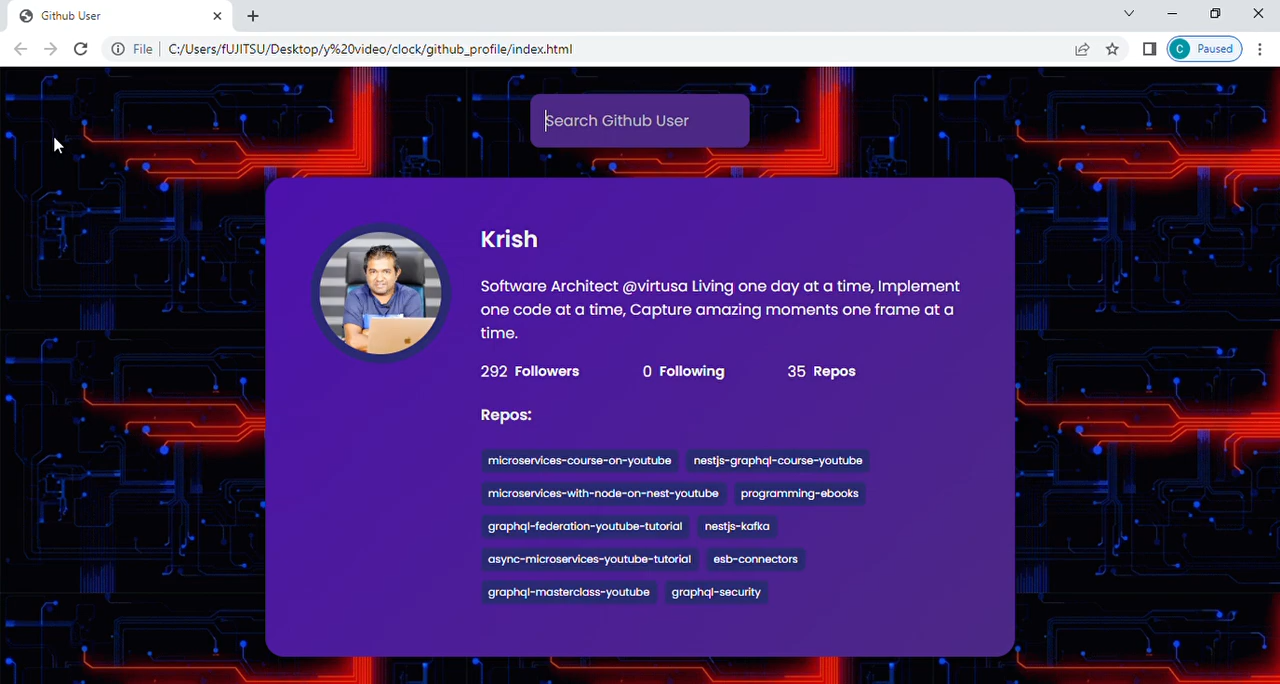 Github User
File
C:/Users/fUJITSU/Desktop/y%20video/clock/github_profile/index.html
C Paused
Search Github User
Krish
Software Architect @virtusa Living one day at a time, Implement
one code at a time, Capture amazing moments one frame at a
time.
292 Followers 0 Following 35 Repos
Repos:
microservices-course-on-youtube nestjs-graphql-course-youtube
microservices-with-node-on-nest-youtube programming-ebooks
graphql-federation-youtube-tutorial nestjs-kafka
async-microservices-youtube-tutorial esb-connectors
graphql-masterclass-youtube graphql-security